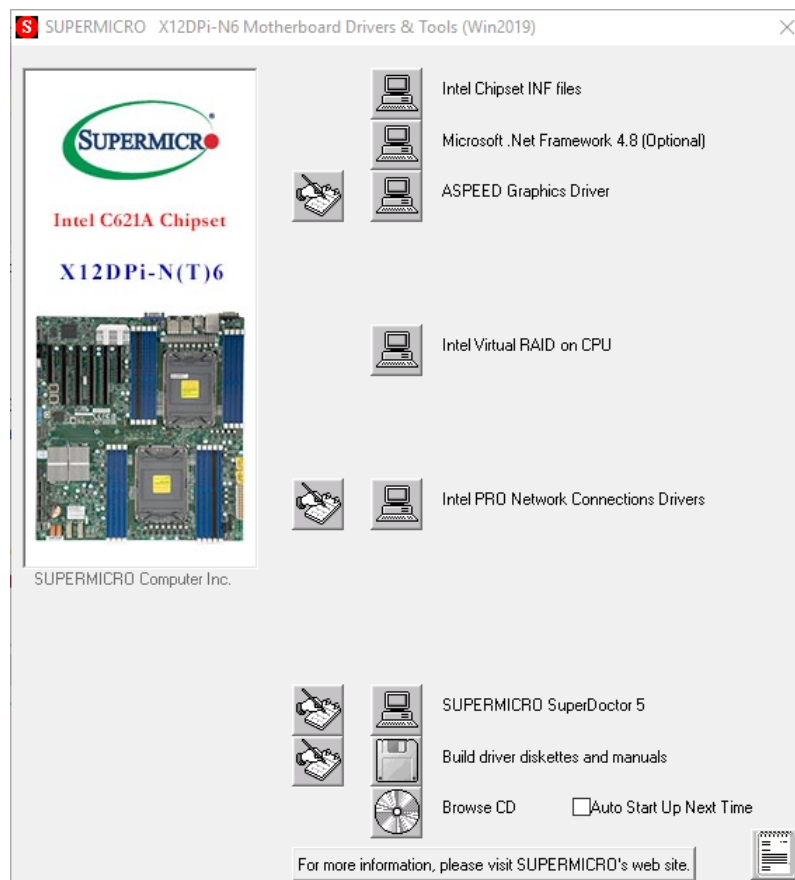 SUPERMICRO X12DPi-N6 Motherboard Drivers & Tools (Win2019)
SUPERMICRO
Intel C621A Chipset
X12DPi-N(T)6
SUPERMICRO Computer Inc.
Intel Chipset INF files
Microsoft .Net Framework 4.8 (Optional)
ASPEED Graphics Driver
Intel Virtual RAID on CPU
Intel PRO Network Connections Drivers
SUPERMICRO SuperDoctor 5
Build driver diskettes and manuals
Browse CD
Auto Start Up Next Time
For more information, please visit SUPERMICRO's web site.